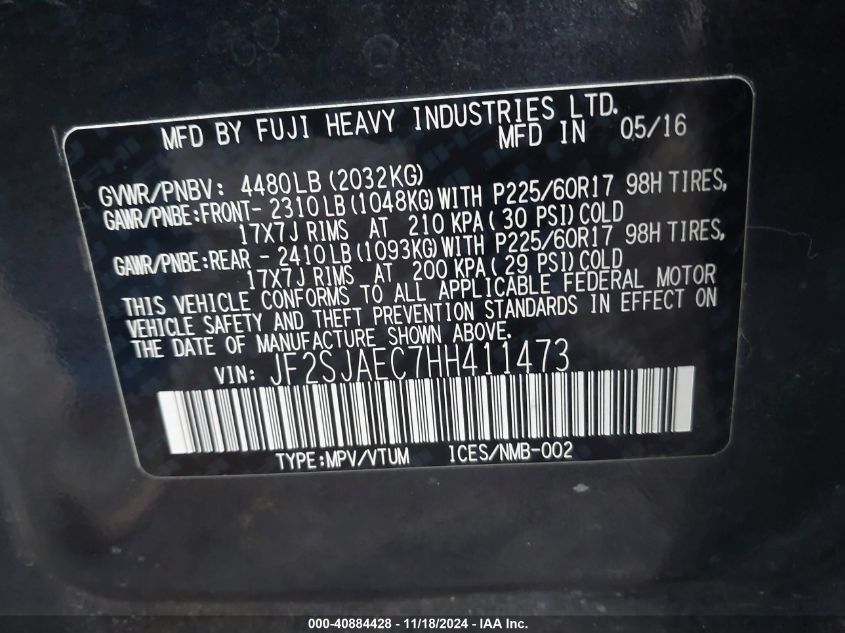 MFD BY FUJI HEAVY INDUSTRIES LTD.
MFD IN 05/16
GVWR/PNBV: 4480LB (2032KG)
GAWR/PNBE:FRONT- 2310LB (1048KG)WITH P225/60R17 98H TIRES,
17X7J RIMS AT 210 KPA (30 PSI)COLD
GAWR/PNBE:REAR - 2410LB (1093KG)WITH P225/60R17 98H TIRES,
17X7J RIMS AT 200 KPA( 29 PSI)COLD
THIS VEHICLE CONFORMS TO ALL APPLICABLE FEDERAL MOTOR
VEHICLE SAFETY AND THEFT PREVENTION STANDARDS IN EFFECT ON
THE DATE OF MANUFACTURE SHOWN ABOVE.
VIN: JF2SJAEC7HH411473
TYPE:MPV/VTUM ICES/NMB-002
000-40884428 - 11/18/2024 - IAA Inc.